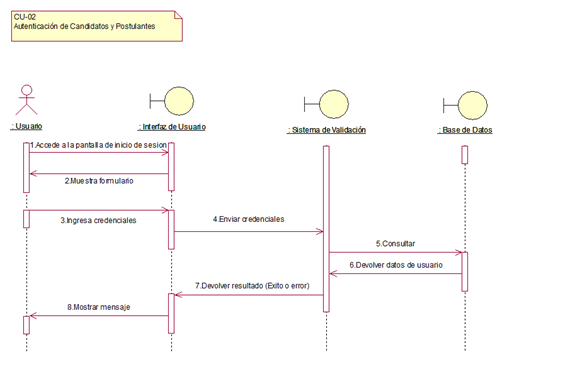 CU-02
Autenticación de Candidatos y Postulantes
: Usuario
: Interfaz de Usuario
: Sistema de Validación
: Base de Datos
1.Accede a la pantalla de inicio de sesion
2.Muestra formulario
3.Ingresa credenciales
4.Enviar credenciales
5.Consultar
6.Devolver datos de usuario
7.Devolver resultado (Exito o error)
8.Mostrar mensaje